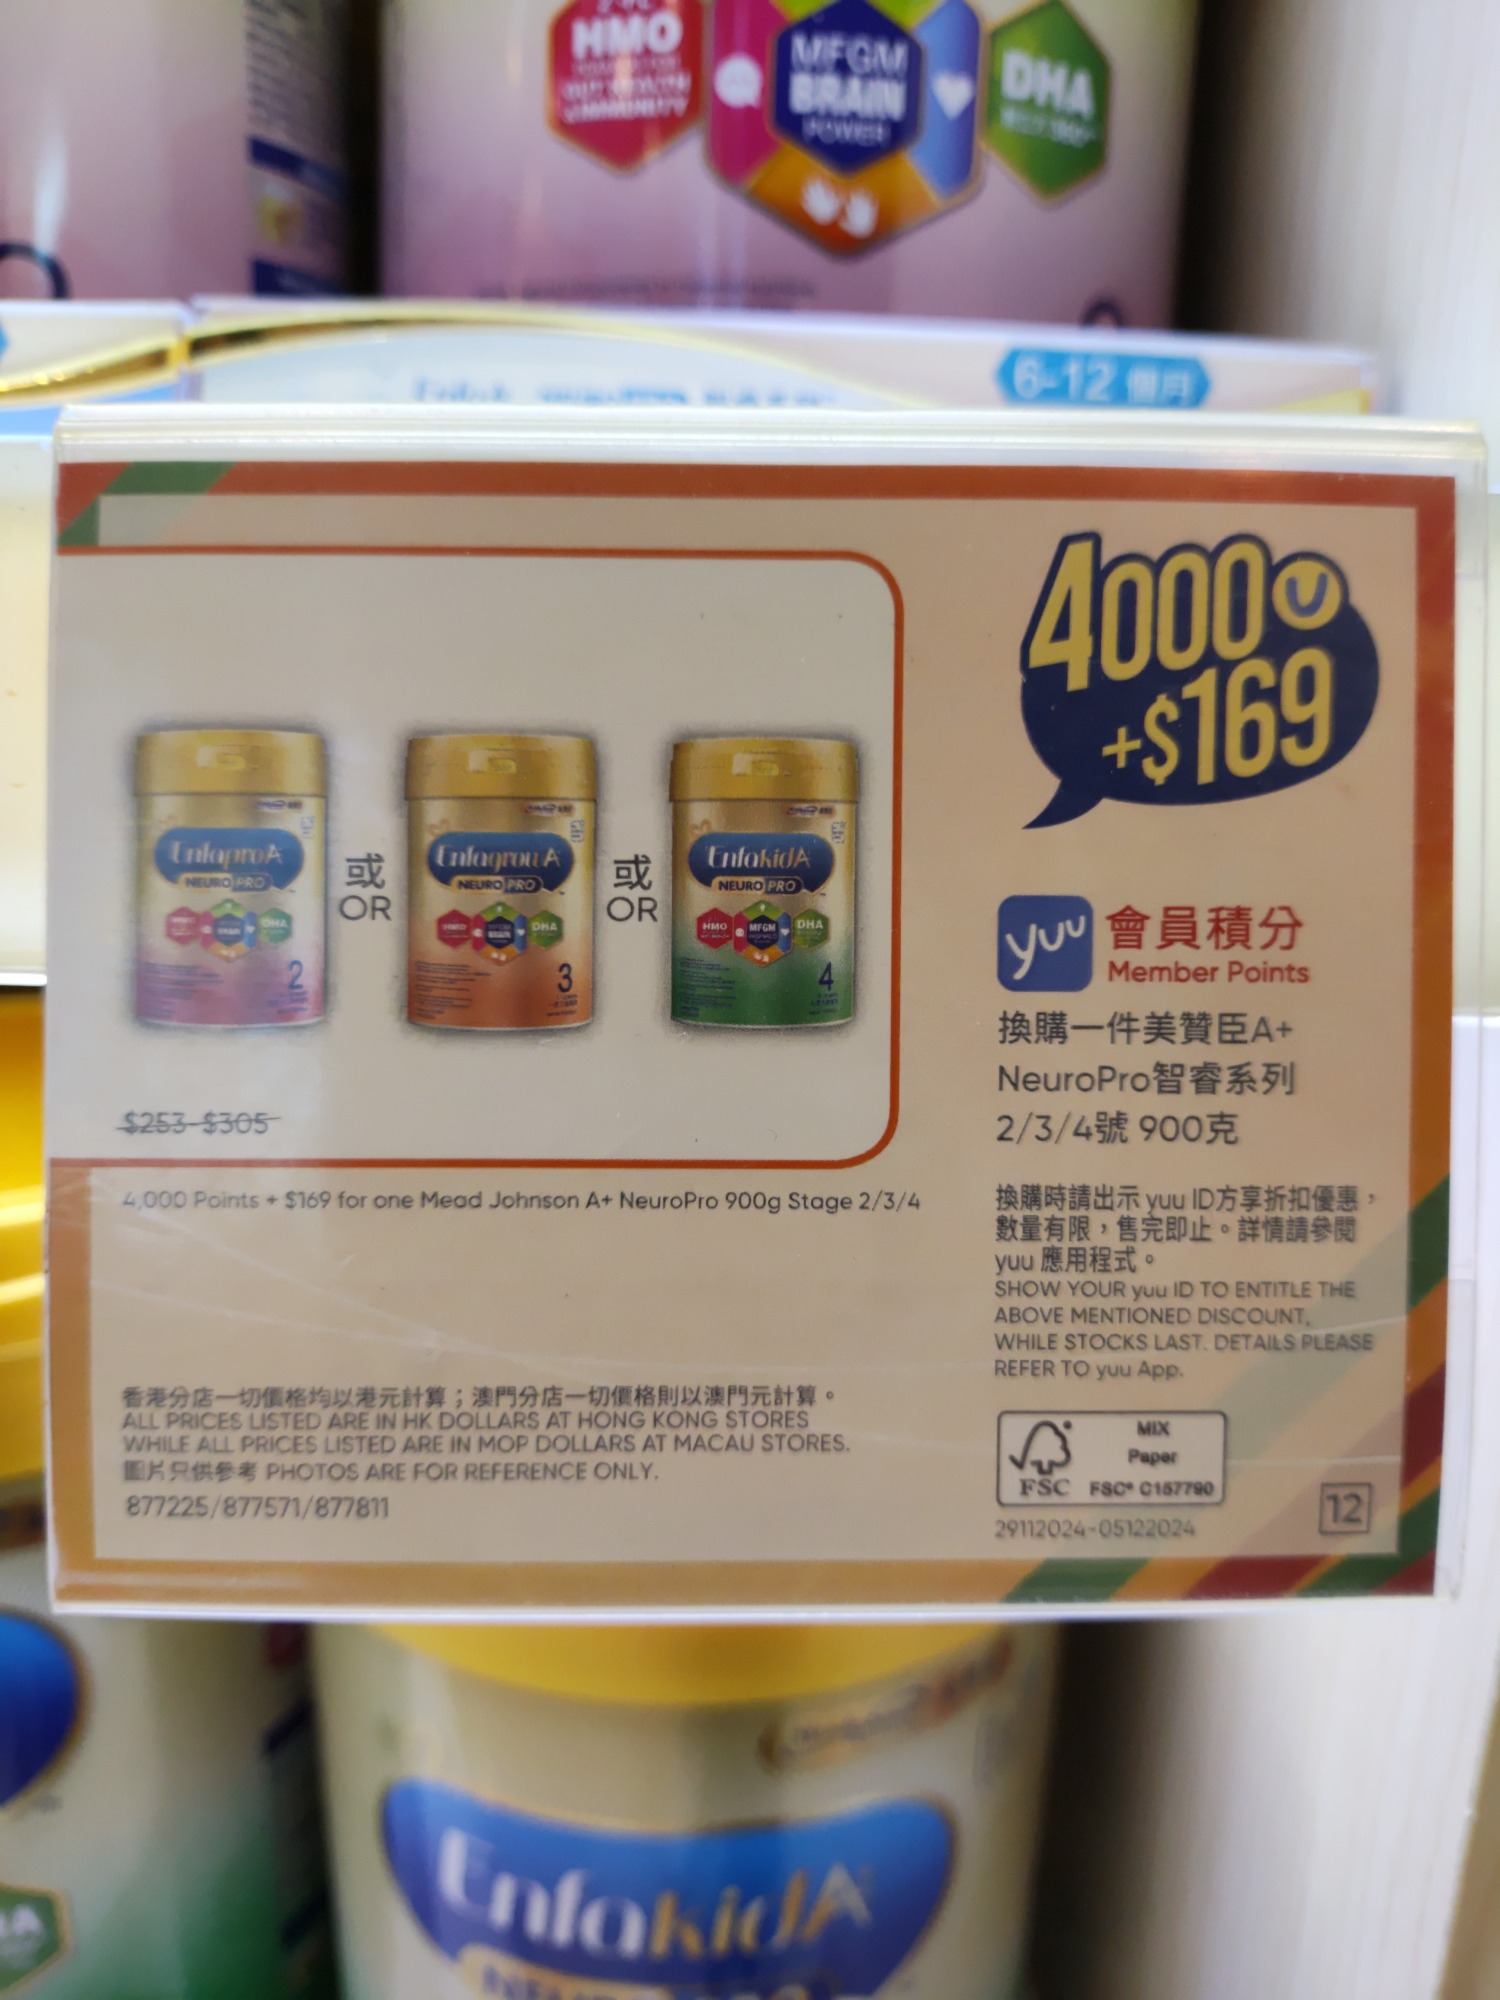 HMO
MFGM
BRAIN
POWER
DHA
6-12 個月
4000
+$169
EnfaproA
NEURO PRO
2
或
OR
EnfagrowA
NEURO PRO
DHA
3
或
OR
EnfakidA
NEURO PRO
HMO
MFGM
DHA
4
$253-$305
4,000 Points + $169 for one Mead Johnson A+ NeuroPro 900g Stage 2/3/4
yuu
會員積分
Member Points
換購一件美贊臣A+
NeuroPro智睿系列
2/3/4號 900克
換購時請出示 yuu ID方享折扣優惠，
數量有限，售完即止。詳情請參閱
yuu 應用程式。
SHOW YOUR yuu ID TO ENTITLE THE
ABOVE MENTIONED DISCOUNT,
WHILE STOCKS LAST. DETAILS PLEASE
REFER TO yuu App.
香港分店一切價格均以港元計算；澳門分店一切價格則以澳門元計算。
ALL PRICES LISTED ARE IN HK DOLLARS AT HONG KONG STORES
WHILE ALL PRICES LISTED ARE IN MOP DOLLARS AT MACAU STORES.
圖片只供參考 PHOTOS ARE FOR REFERENCE ONLY.
877225/877571/877811
FSC
MIX
Paper
FSC® C157790
29112024-05122024
12
EnfakidA